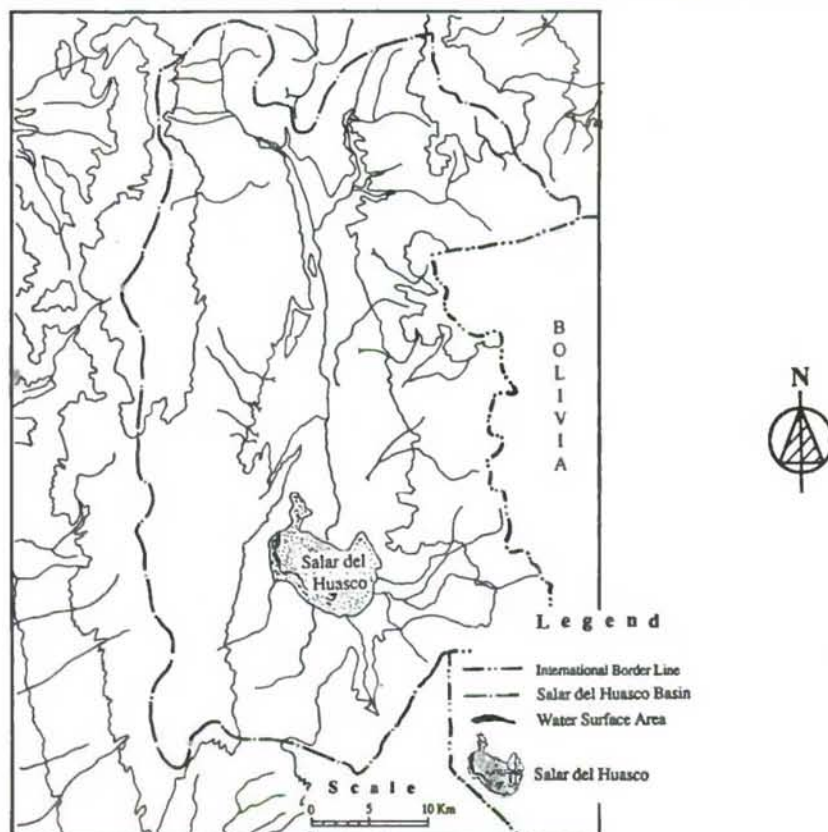 N
BOLIVIA
Salar del
Huasco
Legend
International Border Line
Salar del Huasco Basin
Water Surface Area
Salar del Huasco
Scale
0 5 10 Km